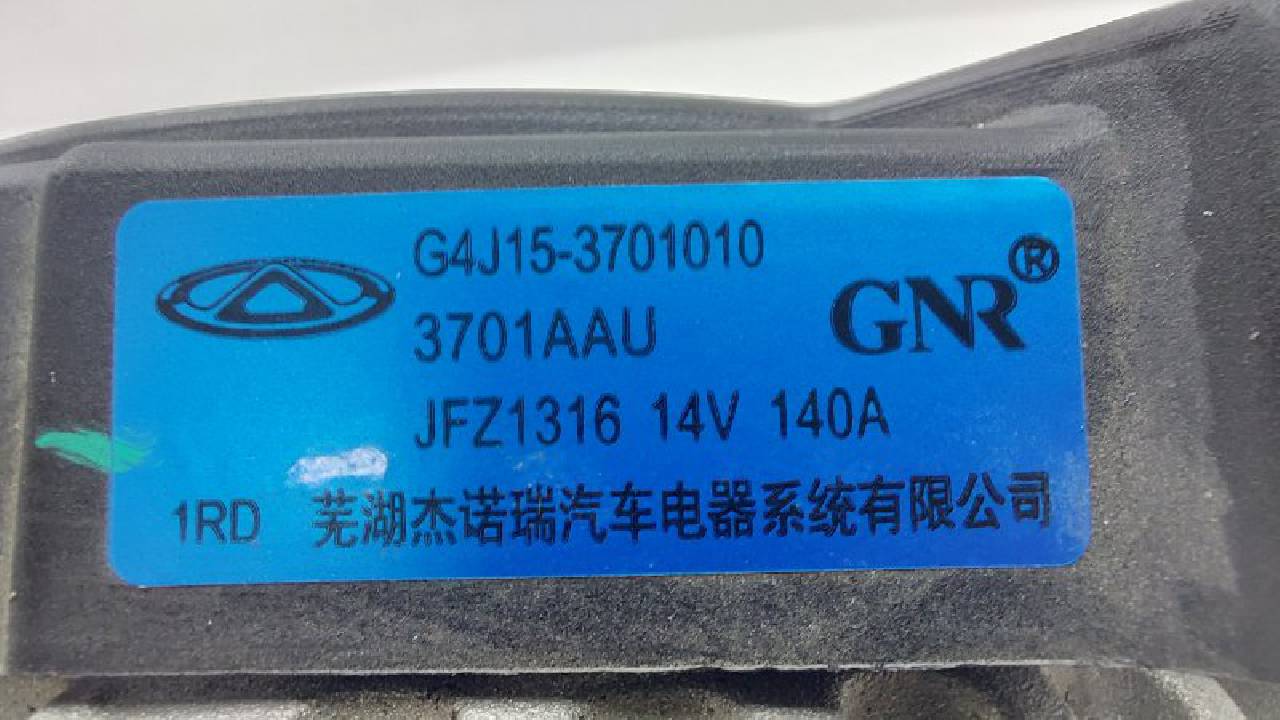 G4J15-3701010
3701AAU
GNR®
JFZ1316 14V 140A
1RD 芜湖杰诺瑞汽车电器系统有限公司